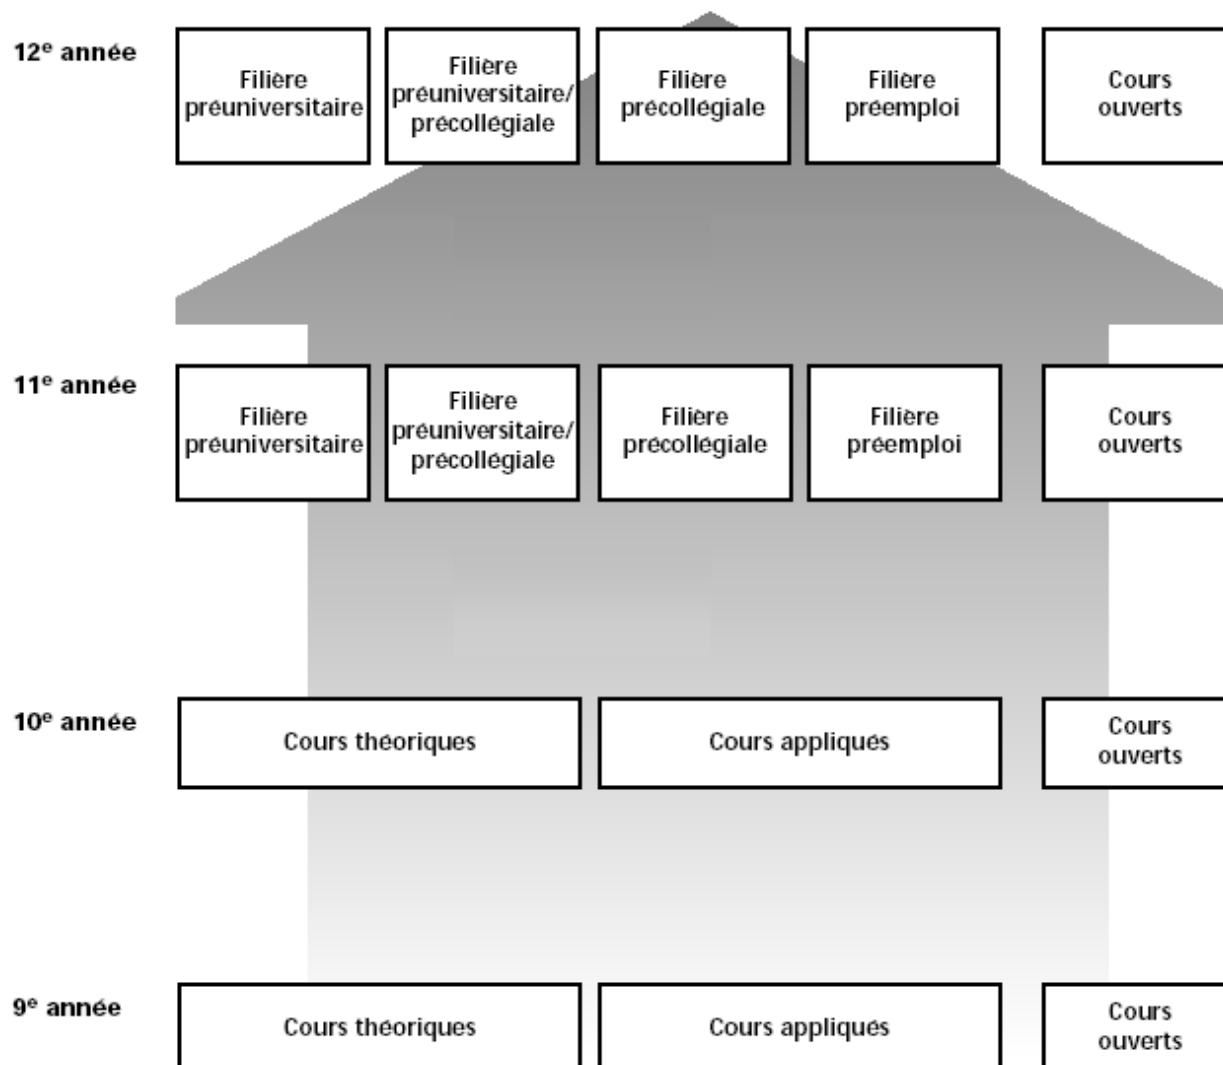 12e année
Filière
préuniversitaire
Filière
préuniversitaire/
précollégiale
Filière
précollégiale
Filière
préemploi
Cours
ouverts
11e année
Filière
préuniversitaire
Filière
préuniversitaire/
précollégiale
Filière
précollégiale
Filière
préemploi
Cours
ouverts
10e année
Cours théoriques
Cours appliqués
Cours
ouverts
9e année
Cours théoriques
Cours appliqués
Cours
ouverts